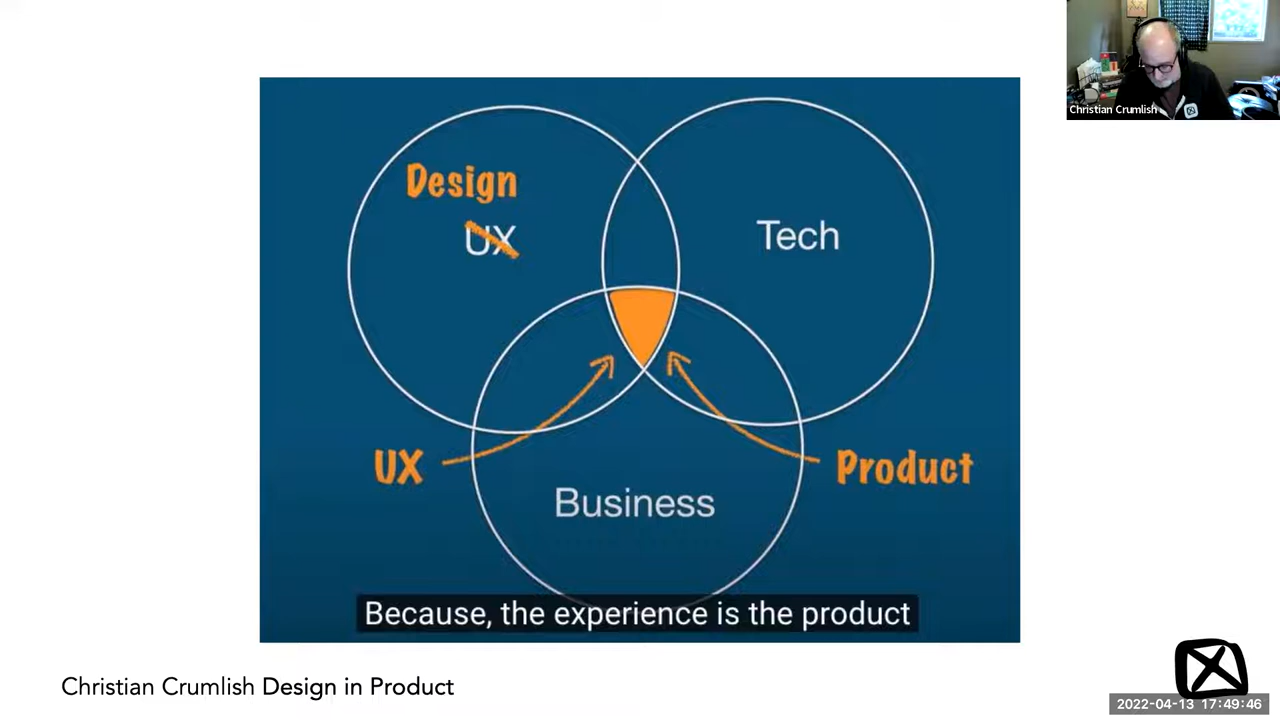 Christian Crumlish
Design
UX
Tech
UX
Product
Business
Because, the experience is the product
Christian Crumlish Design in Product
2022-04-13 17:49:46